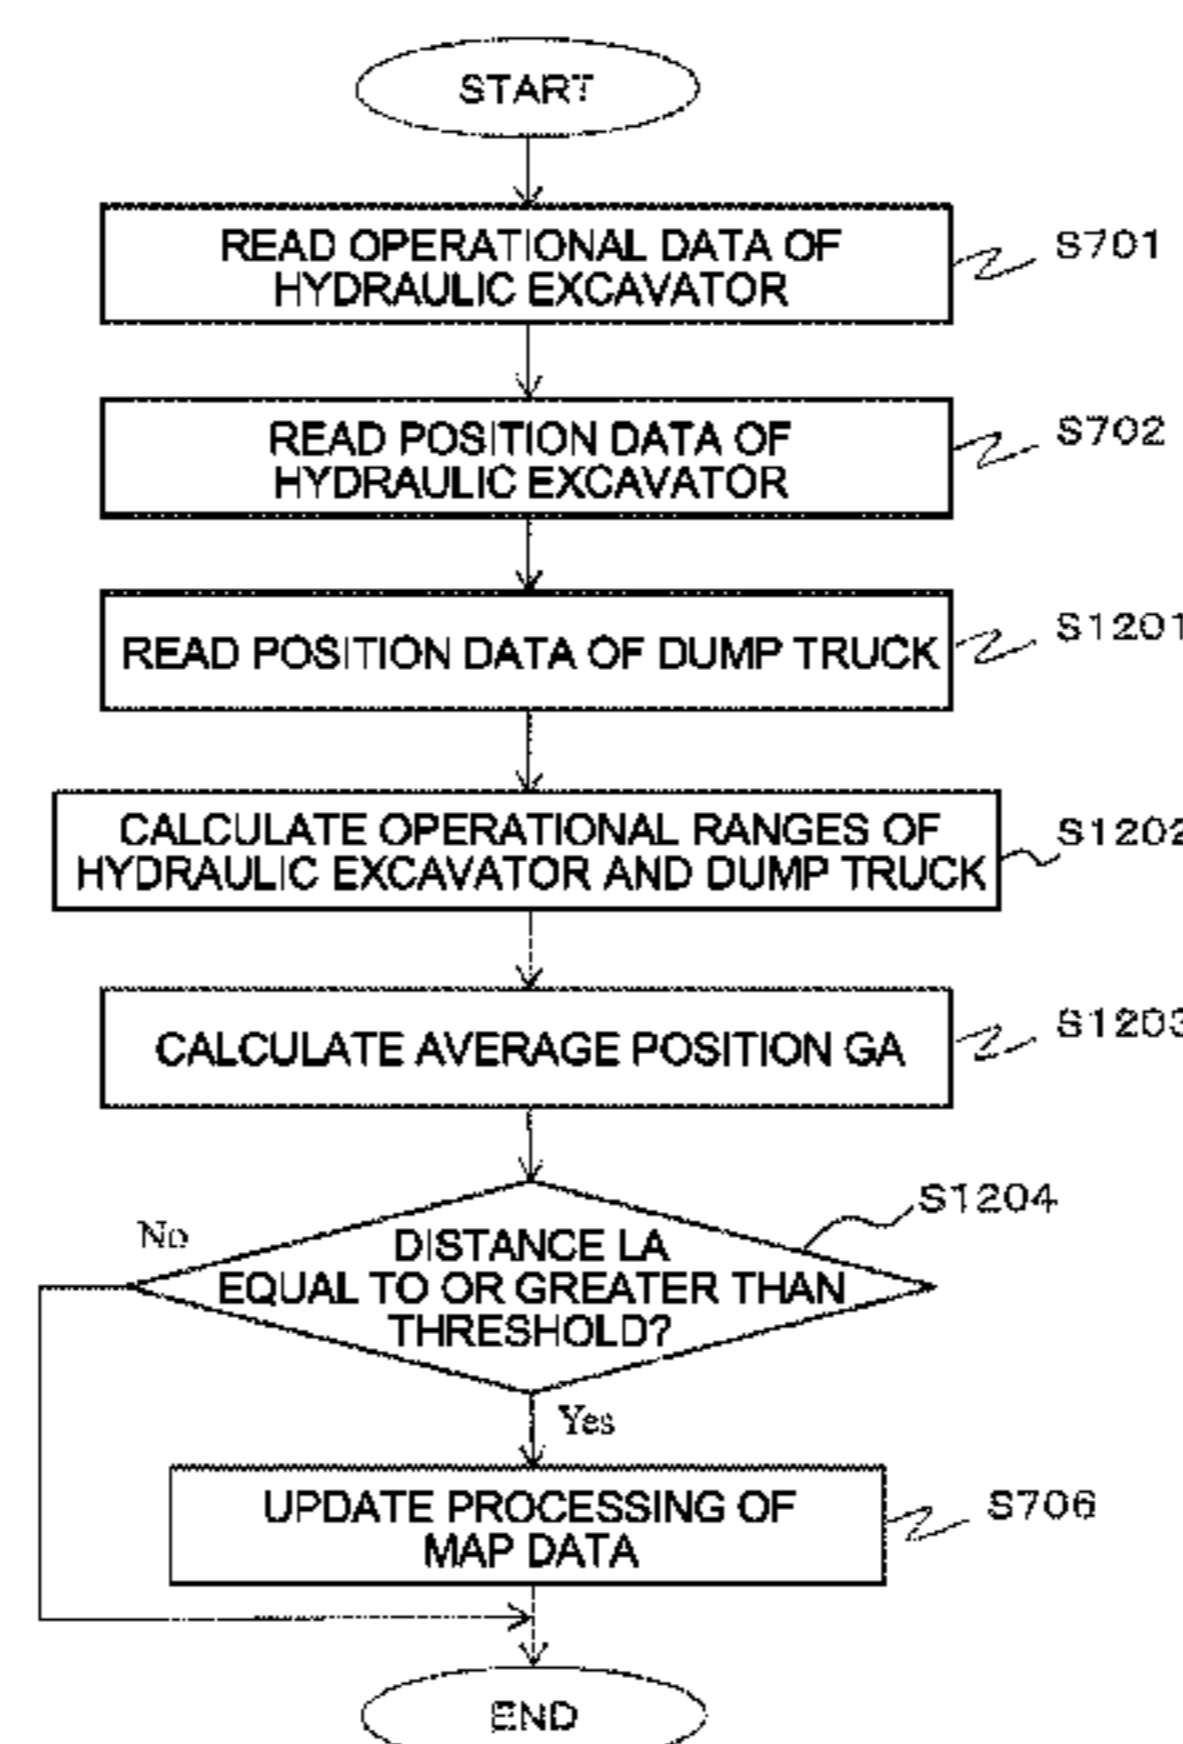 START
READ OPERATIONAL DATA OF
HYDRAULIC EXCAVATOR
S701
READ POSITION DATA OF
HYDRAULIC EXCAVATOR
S702
READ POSITION DATA OF DUMP TRUCK
S1201
CALCULATE OPERATIONAL RANGES OF
HYDRAULIC EXCAVATOR AND DUMP TRUCK
S1202
CALCULATE AVERAGE POSITION GA
S1203
S1204
No
DISTANCE LA
EQUAL TO OR GREATER THAN
THRESHOLD?
Yes
UPDATE PROCESSING OF
MAP DATA
S706
END